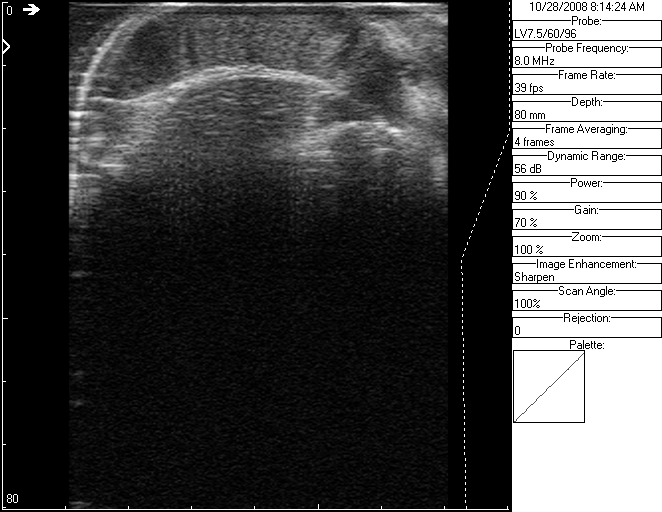 0
80
10/28/2008 8:14:24 AM
Probe:
LV7.5/60/96
Probe Frequency:
8.0 MHz
Frame Rate:
39 fps
Depth:
80 mm
Frame Averaging:
4 frames
Dynamic Range:
56 dB
Power:
90 %
Gain:
70 %
Zoom:
100 %
Image Enhancement:
Sharpen
Scan Angle:
100%
Rejection:
0
Palette: